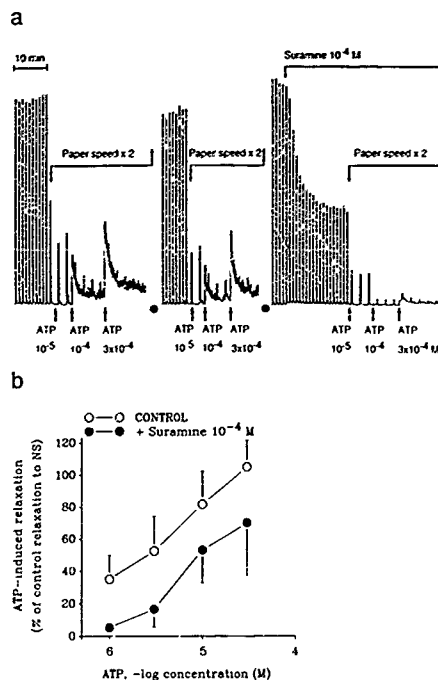 a
10 min
Suramine 10⁻⁴ M
Paper speed x 2
Paper speed x 2
Paper speed x 2
ATP ATP ATP ATP ATP ATP ATP ATP ATP
10⁻⁵ 10⁻⁴ 3x10⁻⁴ 10⁻⁵ 10⁻⁴ 3x10⁻⁴ 10⁻⁵ 10⁻⁴ 3x10⁻⁴ M
b
CONTROL
+ Suramine 10⁻⁴ M
ATP-induced relaxation
(% of control relaxation to NS)
120
100
80
60
40
20
0
6 5 4
ATP, -log concentration (M)